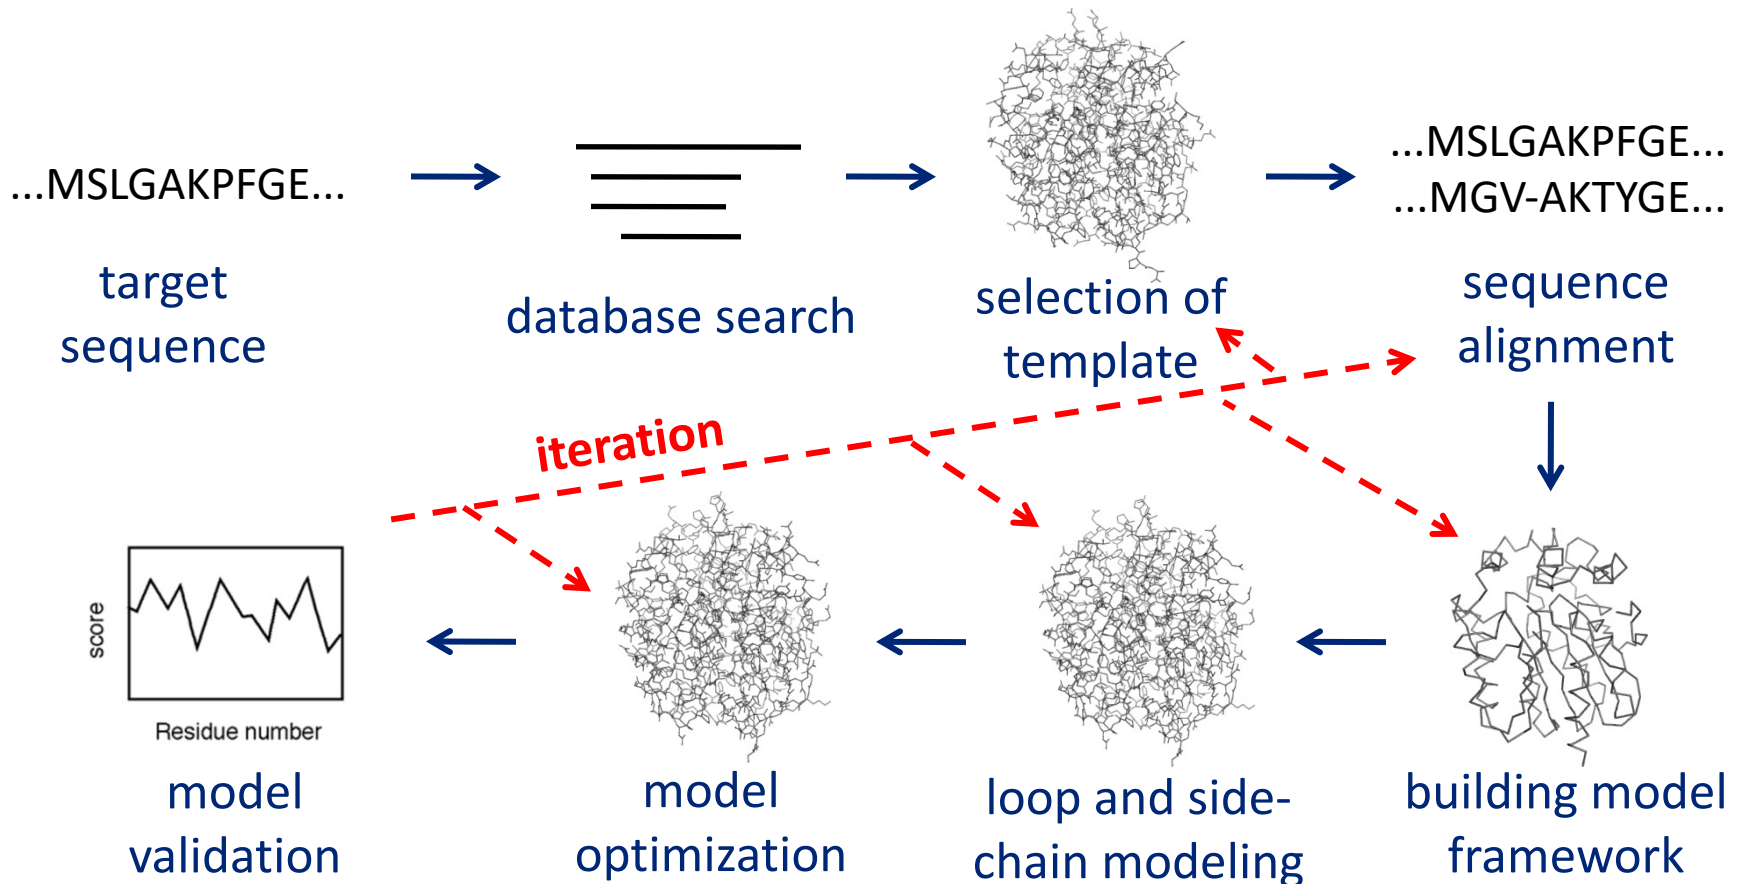 ...MSLGAKPFGE...
target
sequence
database search
selection of
template
...MSLGAKPFGE...
...MGV-AKTYGE...
sequence
alignment
iteration
score
Residue number
model
validation
model
optimization
loop and side-
chain modeling
building model
framework